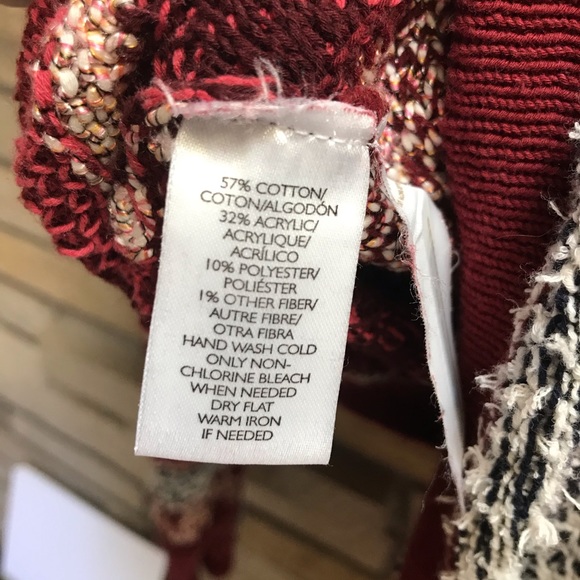 57% COTTON/
COTON/ALGODÓN
32% ACRYLIC/
ACRYLIQUE/
ACRÍLICO
10% POLYESTER/
POLIÉSTER
1% OTHER FIBER/
AUTRE FIBRE/
OTRA FIBRA
HAND WASH COLD
ONLY NON-
CHLORINE BLEACH
WHEN NEEDED
DRY FLAT
WARM IRON
IF NEEDED